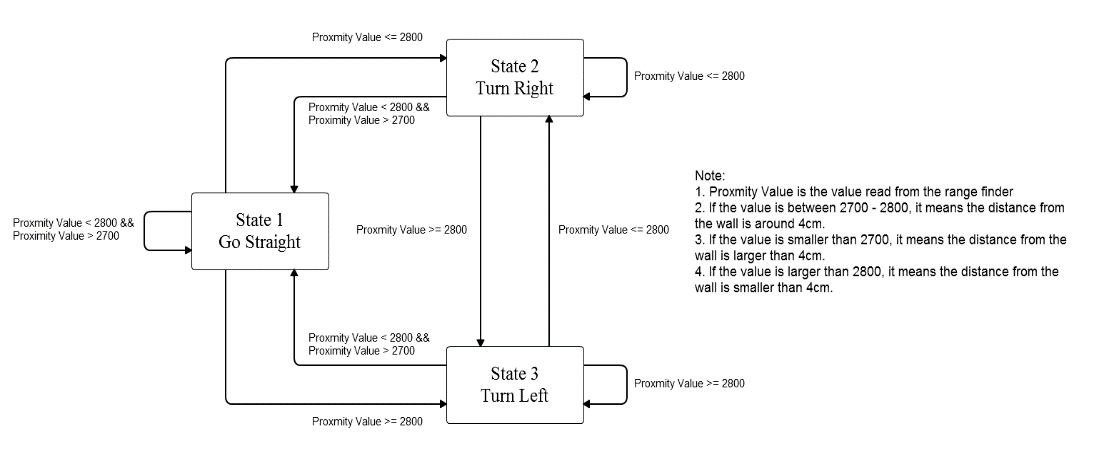 Proxmity Value <= 2800
State 2
Turn Right
Proxmity Value <= 2800
Proxmity Value < 2800 &&
Proximity Value > 2700
Proxmity Value < 2800 &&
Proximity Value > 2700
State 1
Go Straight
Proxmity Value >= 2800
Proxmity Value <= 2800
Note:
1. Proxmity Value is the value read from the range finder
2. If the value is between 2700 - 2800, it means the distance from
the wall is around 4cm.
3. If the value is smaller than 2700, it means the distance from the
wall is larger than 4cm.
4. If the value is larger than 2800, it means the distance from the
wall is smaller than 4cm.
Proxmity Value < 2800 &&
Proximity Value > 2700
State 3
Turn Left
Proxmity Value >= 2800
Proxmity Value >= 2800